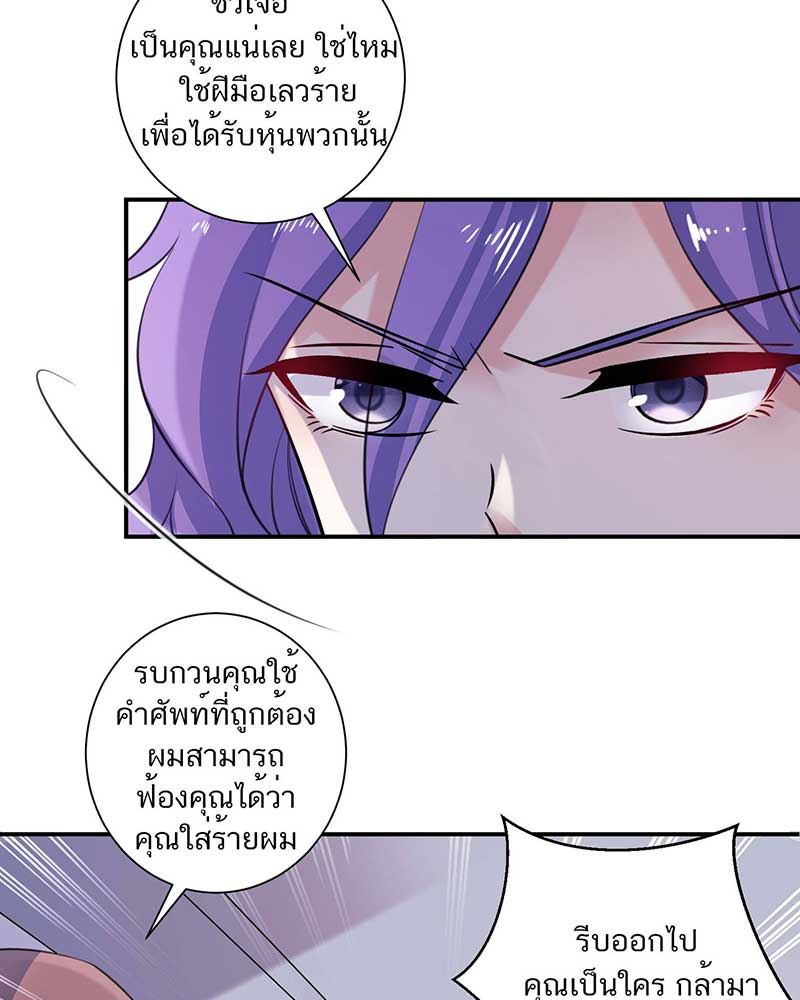 เป็นคุณแน่เลย ใช่ไหม
ใช้ฝีมือเลวร้าย
เพื่อได้รับหุ้นพวกนั้น
รบกวนคุณใช้
คำศัพท์ที่ถูกต้อง
ผมสามารถ
ฟ้องคุณได้ว่า
คุณใส่ร้ายผม
รีบออกไป
คุณเป็นใคร กล้ามา